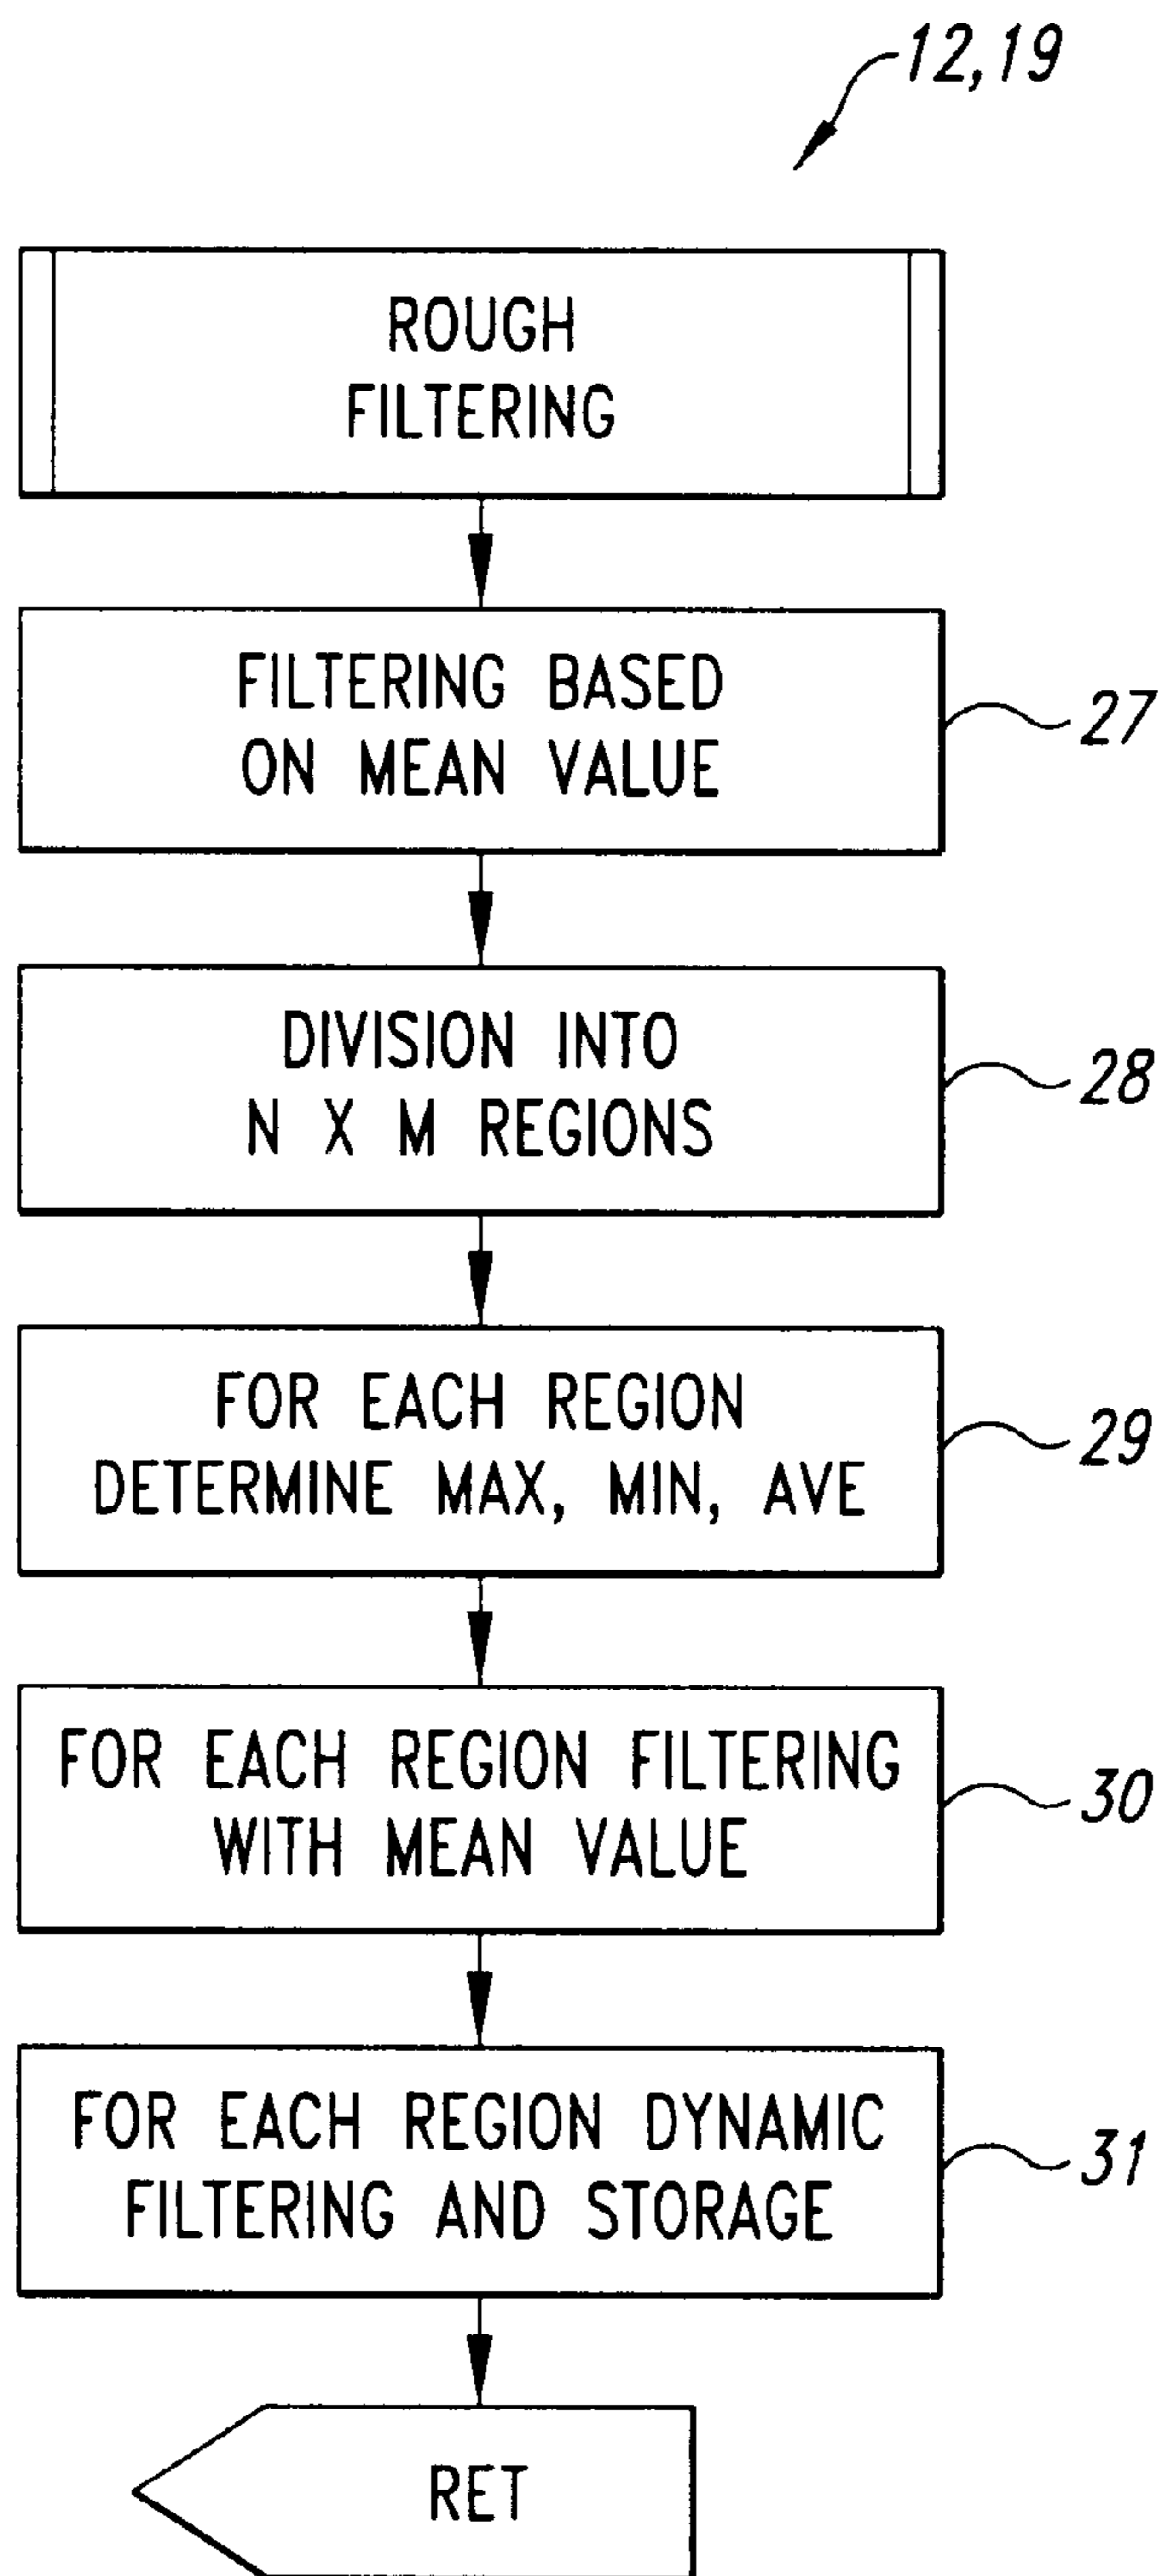 12,19
ROUGH
FILTERING
FILTERING BASED
ON MEAN VALUE
27
DIVISION INTO
N X M REGIONS
28
FOR EACH REGION
DETERMINE MAX, MIN, AVE
29
FOR EACH REGION FILTERING
WITH MEAN VALUE
30
FOR EACH REGION DYNAMIC
FILTERING AND STORAGE
31
RET